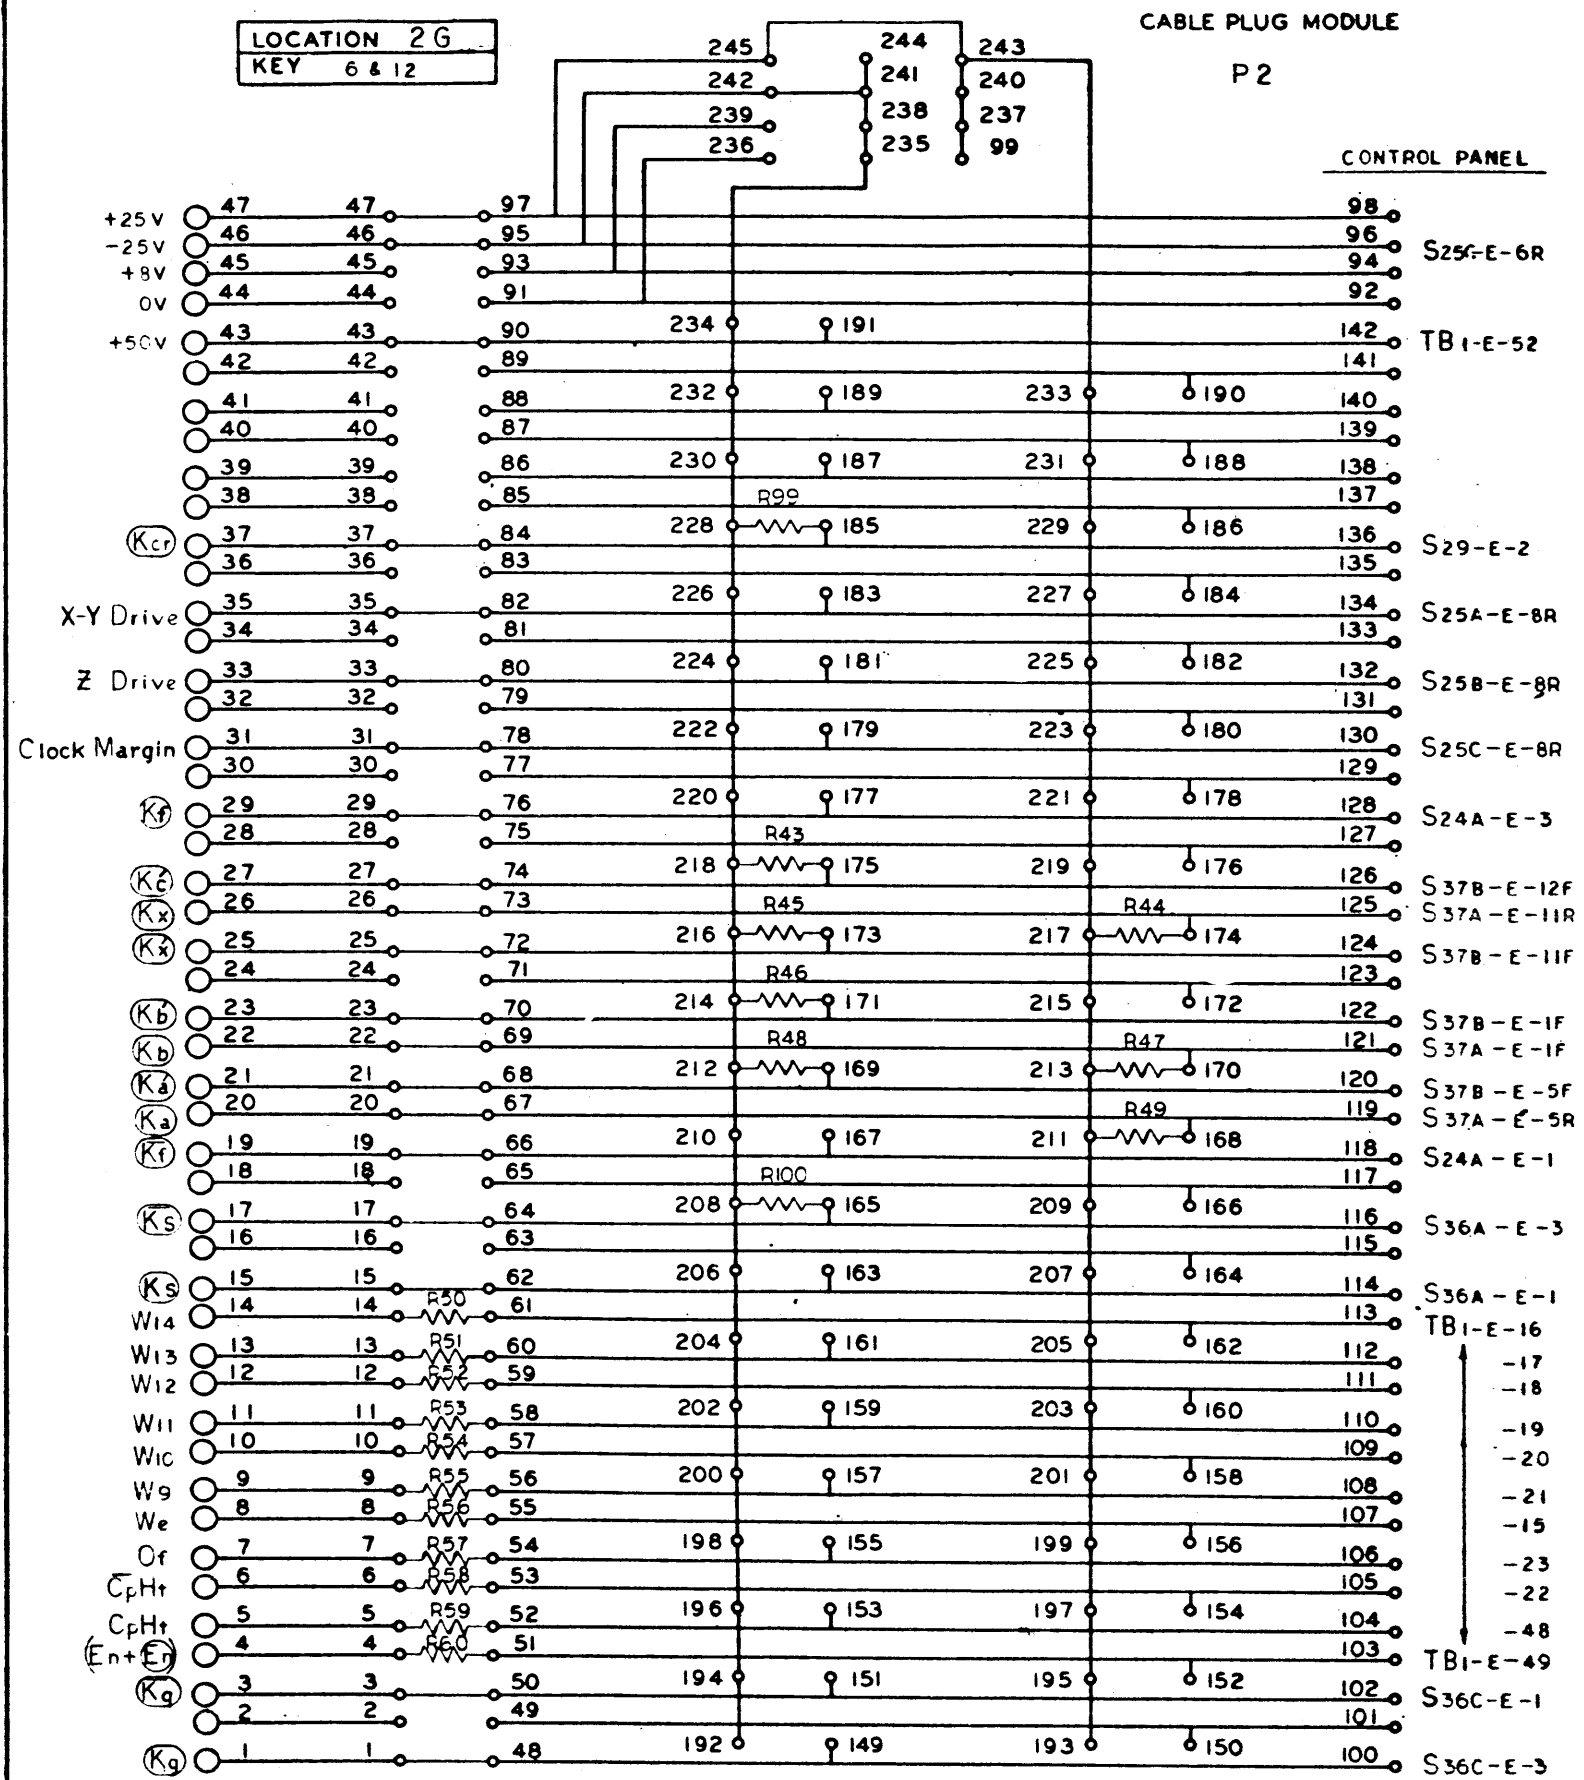 CABLE PLUG MODULE
P2
LOCATION 2G
KEY 6 & 12
245 244 243
242 241 240
239 238 237
236 235 99
CONTROL PANEL
+25V 47 47 97 98
-25V 46 46 95 96 S25G-E-6R
+8V 45 45 93 94
0V 44 44 91 92
234 191
+50V 43 43 90 142 TB1-E-52
42 42 89 141
232 189 233 190
41 41 88 140
40 40 87 139
230 187 231 188
39 39 86 138
38 38 85 137
R99
228 185 229 186
Kcr 37 37 84 136 S29-E-2
36 36 83 135
226 183 227 184
X-Y Drive 35 35 82 134 S25A-E-8R
34 34 81 133
224 181 225 182
Z Drive 33 33 80 132 S25B-E-8R
32 32 79 131
222 179 223 180
Clock Margin 31 31 78 130 S25C-E-8R
30 30 77 129
220 177 221 178
Kf 29 29 76 128 S24A-E-3
28 28 75 127
R43
218 175 219 176
Kć 27 27 74 126 S37B-E-12F
Kx 26 26 73 125 S37A-E-11R
R45 R44
216 173 217 174
Kx́ 25 25 72 124 S37B-E-11F
24 24 71 123
R46
214 171 215 172
Kb́ 23 23 70 122 S37B-E-1F
Kb 22 22 69 121 S37A-E-1F
R48 R47
212 169 213 170
Ká 21 21 68 120 S37B-E-5F
Ka 20 20 67 119 S37A-E-5R
R49
210 167 211 168
K̅f 19 19 66 118 S24A-E-1
18 18 65 117
R100
208 165 209 166
K̅s 17 17 64 116 S36A-E-3
16 16 63 115
206 163 207 164
Ks 15 15 62 114 S36A-E-1
W14 14 14 R50 61 113 TB1-E-16
204 161 205 162
W13 13 13 R51 60 112 -17
W12 12 12 R52 59 111 -18
202 159 203 160
W11 11 11 R53 58 110 -19
W10 10 10 R54 57 109 -20
200 157 201 158
W9 9 9 R55 56 108 -21
We 8 8 R56 55 107 -15
198 155 199 156
Of 7 7 R57 54 106 -23
C̅pHt 6 6 R58 53 105 -22
196 153 197 154
CpHt 5 5 R59 52 104 -48
(En+En) 4 4 R60 51 103 TB1-E-49
194 151 195 152
K̅g 3 3 50 102 S36C-E-1
2 2 49 101
192 149 193 150
Kg 1 1 48 100 S36C-E-3